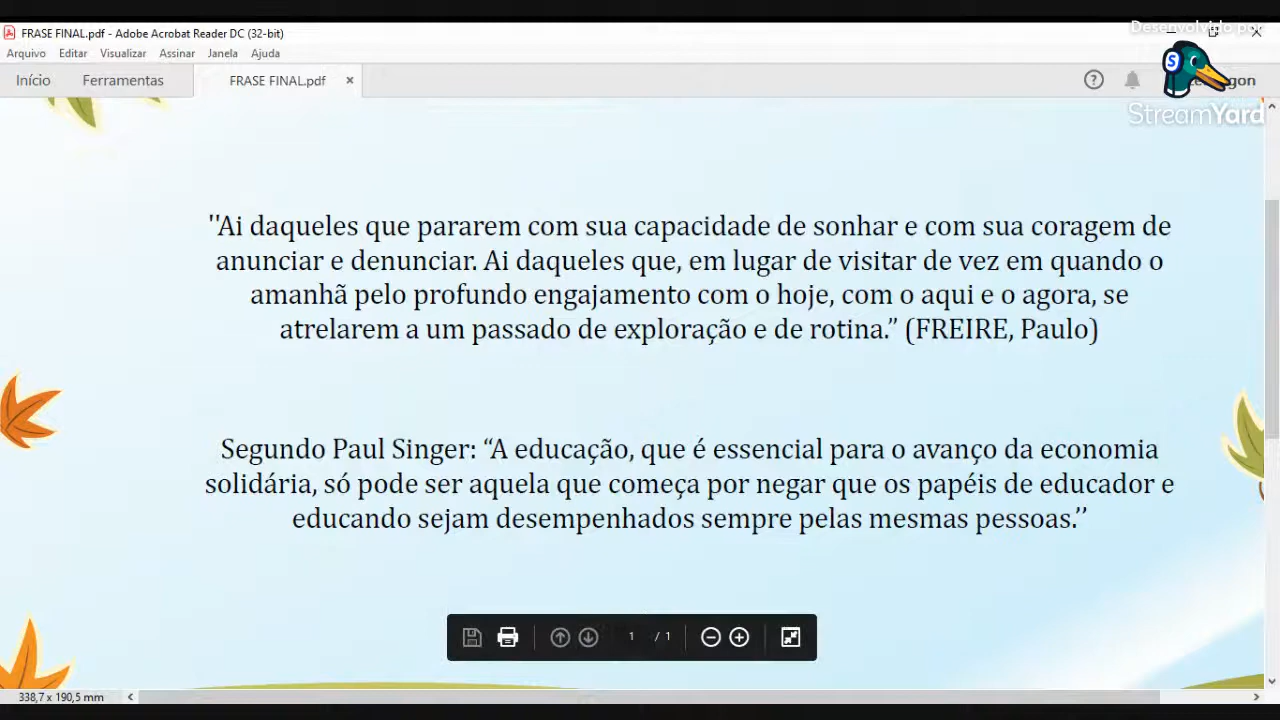 Desenvolvido por
FRASE FINAL.pdf - Adobe Acrobat Reader DC (32-bit)
Arquivo Editar Visualizar Assinar Janela Ajuda
Início Ferramentas FRASE FINAL.pdf
StreamYard
''Ai daqueles que pararem com sua capacidade de sonhar e com sua coragem de
anunciar e denunciar. Ai daqueles que, em lugar de visitar de vez em quando o
amanhã pelo profundo engajamento com o hoje, com o aqui e o agora, se
atrelarem a um passado de exploração e de rotina.” (FREIRE, Paulo)
Segundo Paul Singer: “A educação, que é essencial para o avanço da economia
solidária, só pode ser aquela que começa por negar que os papéis de educador e
educando sejam desempenhados sempre pelas mesmas pessoas.’’
1 / 1
338,7 x 190,5 mm